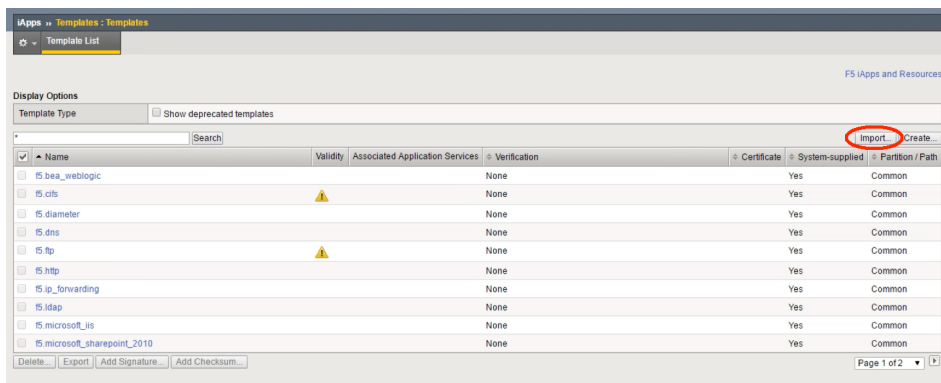 iApps » Templates : Templates
Template List
F5 iApps and Resources
Display Options
Template Type Show deprecated templates
* Search Import... Create...
Name Validity Associated Application Services Verification Certificate System-supplied Partition / Path
f5.bea_weblogic None Yes Common
f5.cifs None Yes Common
f5.diameter None Yes Common
f5.dns None Yes Common
f5.ftp None Yes Common
f5.http None Yes Common
f5.ip_forwarding None Yes Common
f5.ldap None Yes Common
f5.microsoft_iis None Yes Common
f5.microsoft_sharepoint_2010 None Yes Common
Delete... Export Add Signature... Add Checksum... Page 1 of 2